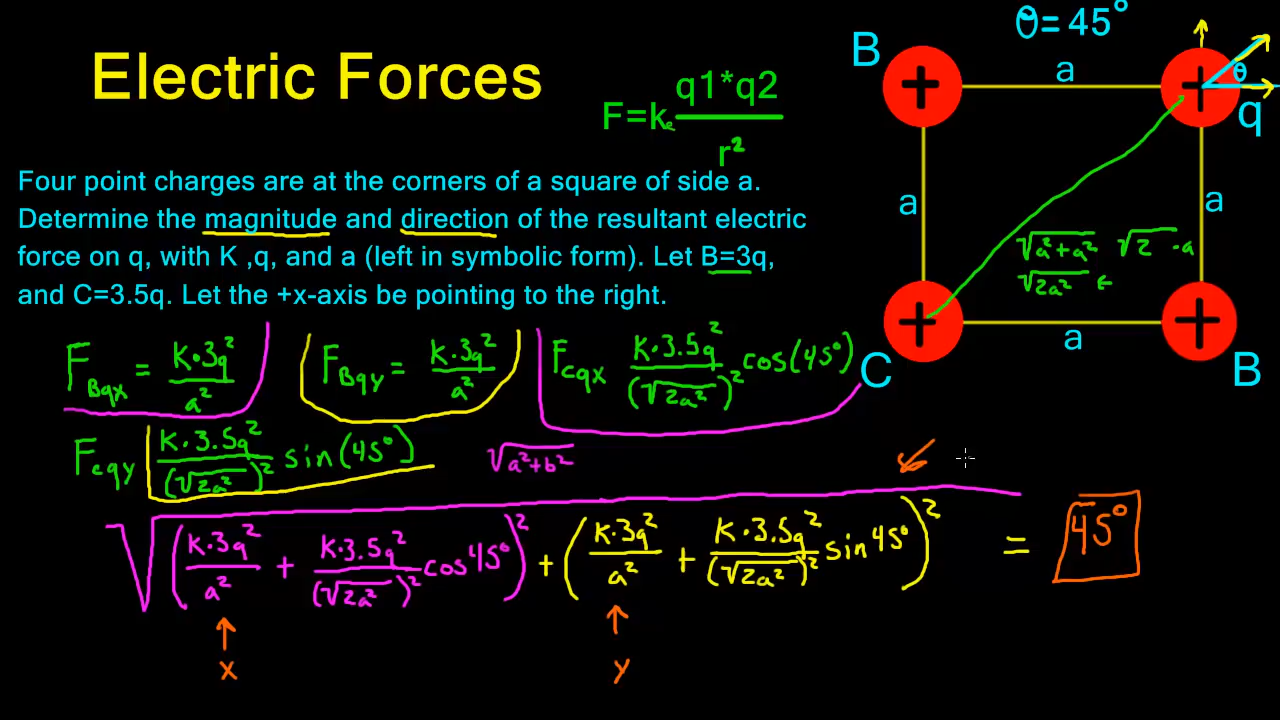 Electric Forces
F=kₑ q1*q2 / r²
θ=45°
B
a
θ
q
a
a
√a²+a² √2 · a
√2a² ←
a
C
B
Four point charges are at the corners of a square of side a.
Determine the magnitude and direction of the resultant electric
force on q, with K ,q, and a (left in symbolic form). Let B=3q,
and C=3.5q. Let the +x-axis be pointing to the right.
F_Bqx = K·3q² / a²
F_Bqy = K·3q² / a²
F_cqx K·3.5q² / (√2a²)² cos(45°)
F_cqy K·3.5q² / (√2a²)² sin(45°)
√a²+b²
√(K·3q² / a² + K·3.5q² / (√2a²)² cos45°)² + (K·3q² / a² + K·3.5q² / (√2a²)² sin45°)² = 45°
x
y